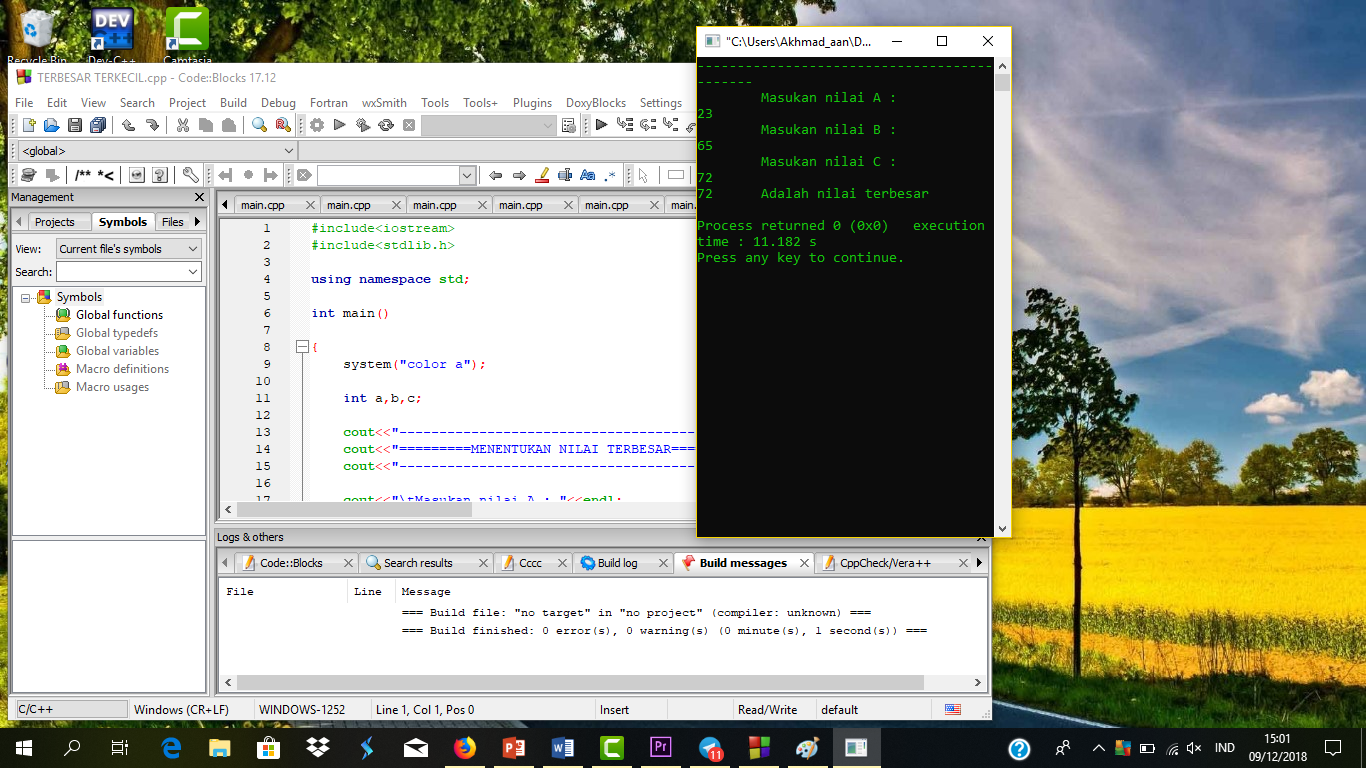 Recycle Bin
Dev-C++
Camtasia
TERBESAR TERKECIL.cpp - Code::Blocks 17.12
File Edit View Search Project Build Debug Fortran wxSmith Tools Tools+ Plugins DoxyBlocks Settings
<global>
/** *<
Management
Projects Symbols Files
View: Current file's symbols
Search:
Symbols
Global functions
Global typedefs
Global variables
Macro definitions
Macro usages
main.cpp main.cpp main.cpp main.cpp main.cpp main.
1 #include<iostream>
2 #include<stdlib.h>
3
4 using namespace std;
5
6 int main()
7
8 {
9 system("color a");
10
11 int a,b,c;
12
13 cout<<"-------------------------------------
14 cout<<"=========MENENTUKAN NILAI TERBESAR===
15 cout<<"-------------------------------------
16
17 cout<<"\tMasukan nilai A : "<<endl;
"C:\Users\Akhmad_aan\D...
-------------------------------------
-------
Masukan nilai A :
23
Masukan nilai B :
65
Masukan nilai C :
72
72 Adalah nilai terbesar
Process returned 0 (0x0) execution
time : 11.182 s
Press any key to continue.
Logs & others
Code::Blocks Search results Cccc Build log Build messages CppCheck/Vera++
File Line Message
=== Build file: "no target" in "no project" (compiler: unknown) ===
=== Build finished: 0 error(s), 0 warning(s) (0 minute(s), 1 second(s)) ===
C/C++ Windows (CR+LF) WINDOWS-1252 Line 1, Col 1, Pos 0 Insert Read/Write default
11
IND
15:01
09/12/2018